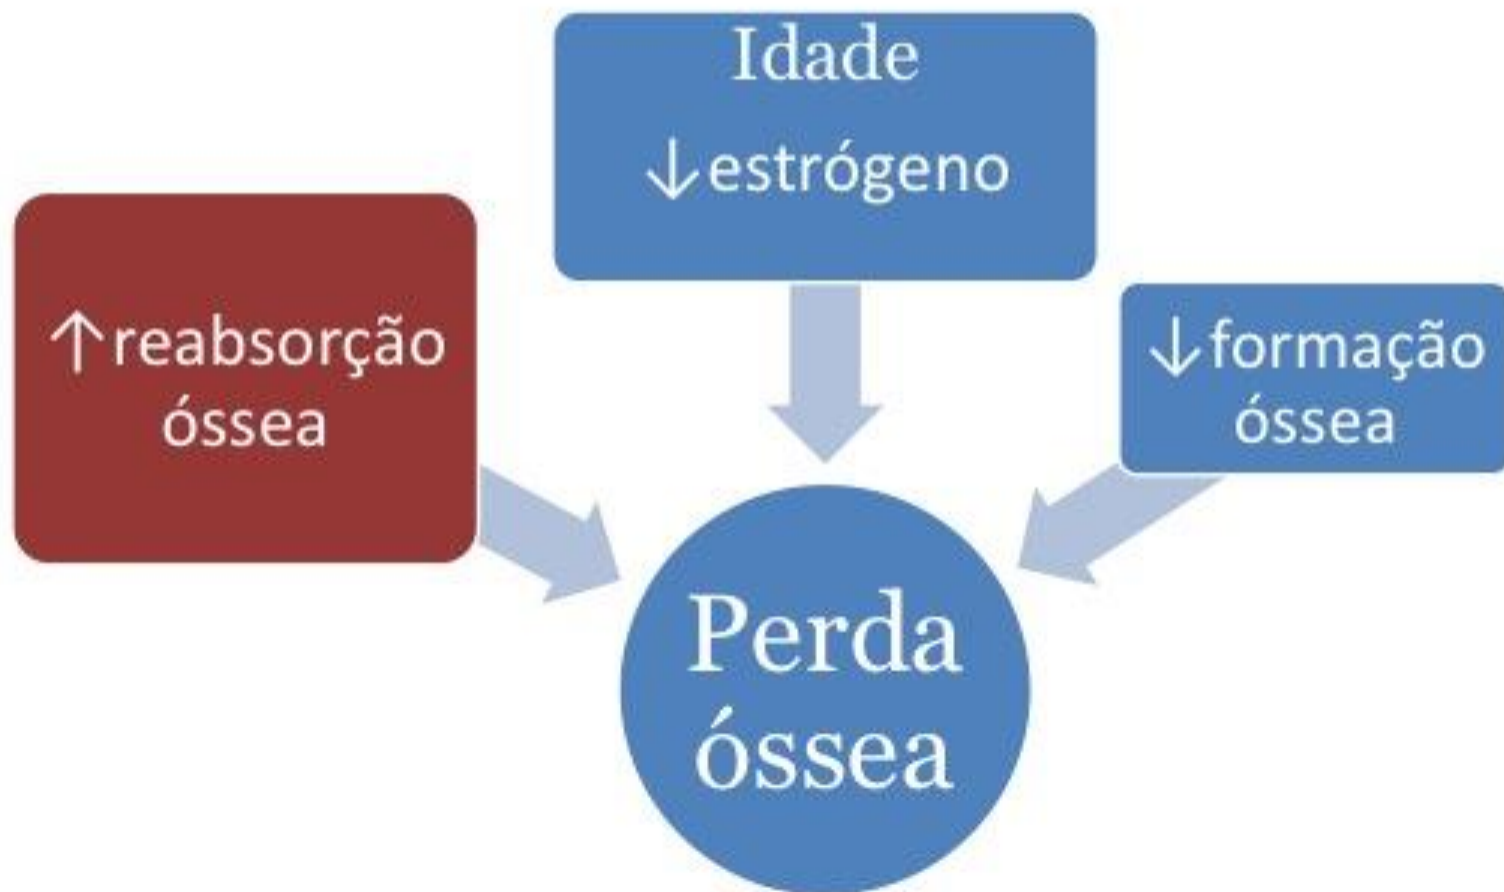 Idade
↓estrógeno
↑reabsorção
óssea
↓formação
óssea
Perda
óssea